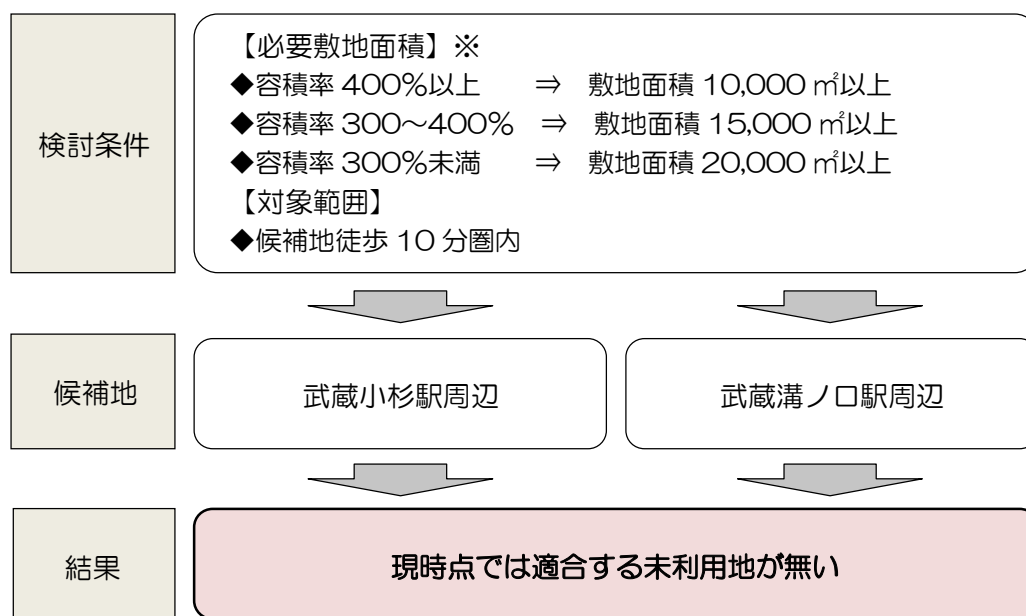 検討条件
【必要敷地面積】※
◆容積率 400%以上 ⇒ 敷地面積 10,000 ㎡以上
◆容積率 300～400% ⇒ 敷地面積 15,000 ㎡以上
◆容積率 300%未満 ⇒ 敷地面積 20,000 ㎡以上
【対象範囲】
◆候補地徒歩 10 分圏内
候補地
武蔵小杉駅周辺
武蔵溝ノ口駅周辺
結果
現時点では適合する未利用地が無い